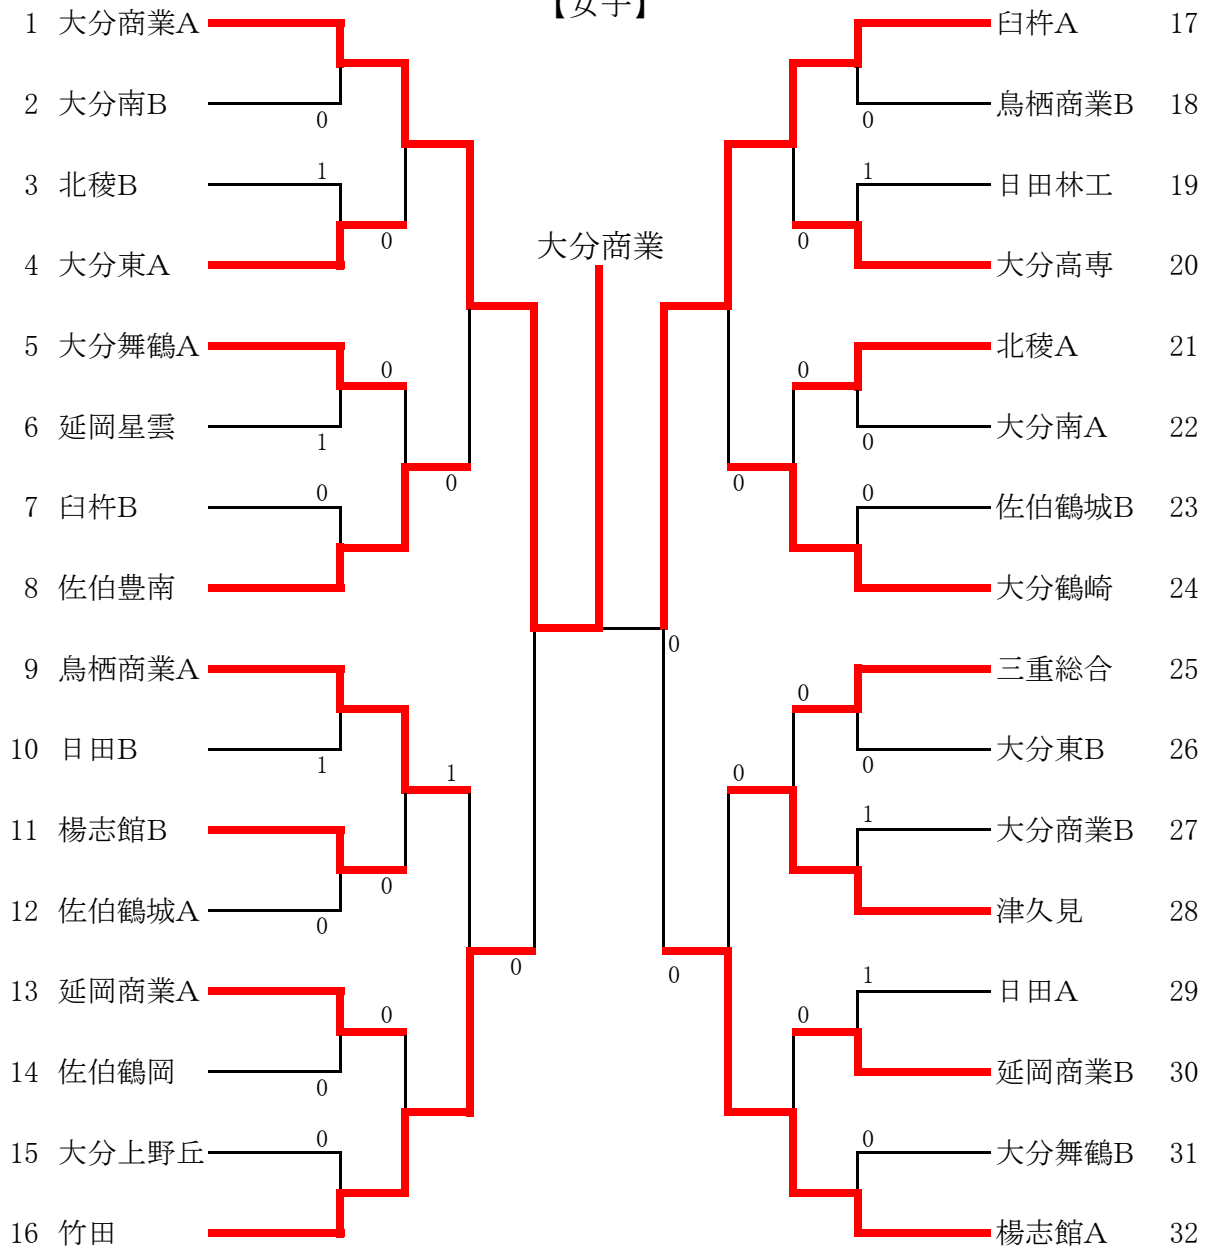 【女子】
1 大分商業A
2 大分南B
0
3 北稜B
1
4 大分東A
0
5 大分舞鶴A
0
6 延岡星雲
1
7 臼杵B
0
0
8 佐伯豊南
9 鳥栖商業A
10 日田B
1
1
11 楊志館B
0
12 佐伯鶴城A
0
13 延岡商業A
0
0
14 佐伯鶴岡
0
15 大分上野丘
0
16 竹田
大分商業
0
0
臼杵A 17
鳥栖商業B 18
0
1
日田林工 19
0
大分高専 20
北稜A 21
0
大分南A 22
0
0
0
佐伯鶴城B 23
大分鶴崎 24
三重総合 25
0
大分東B 26
0
0
1
大分商業B 27
津久見 28
1
日田A 29
0
延岡商業B 30
0
大分舞鶴B 31
楊志館A 32